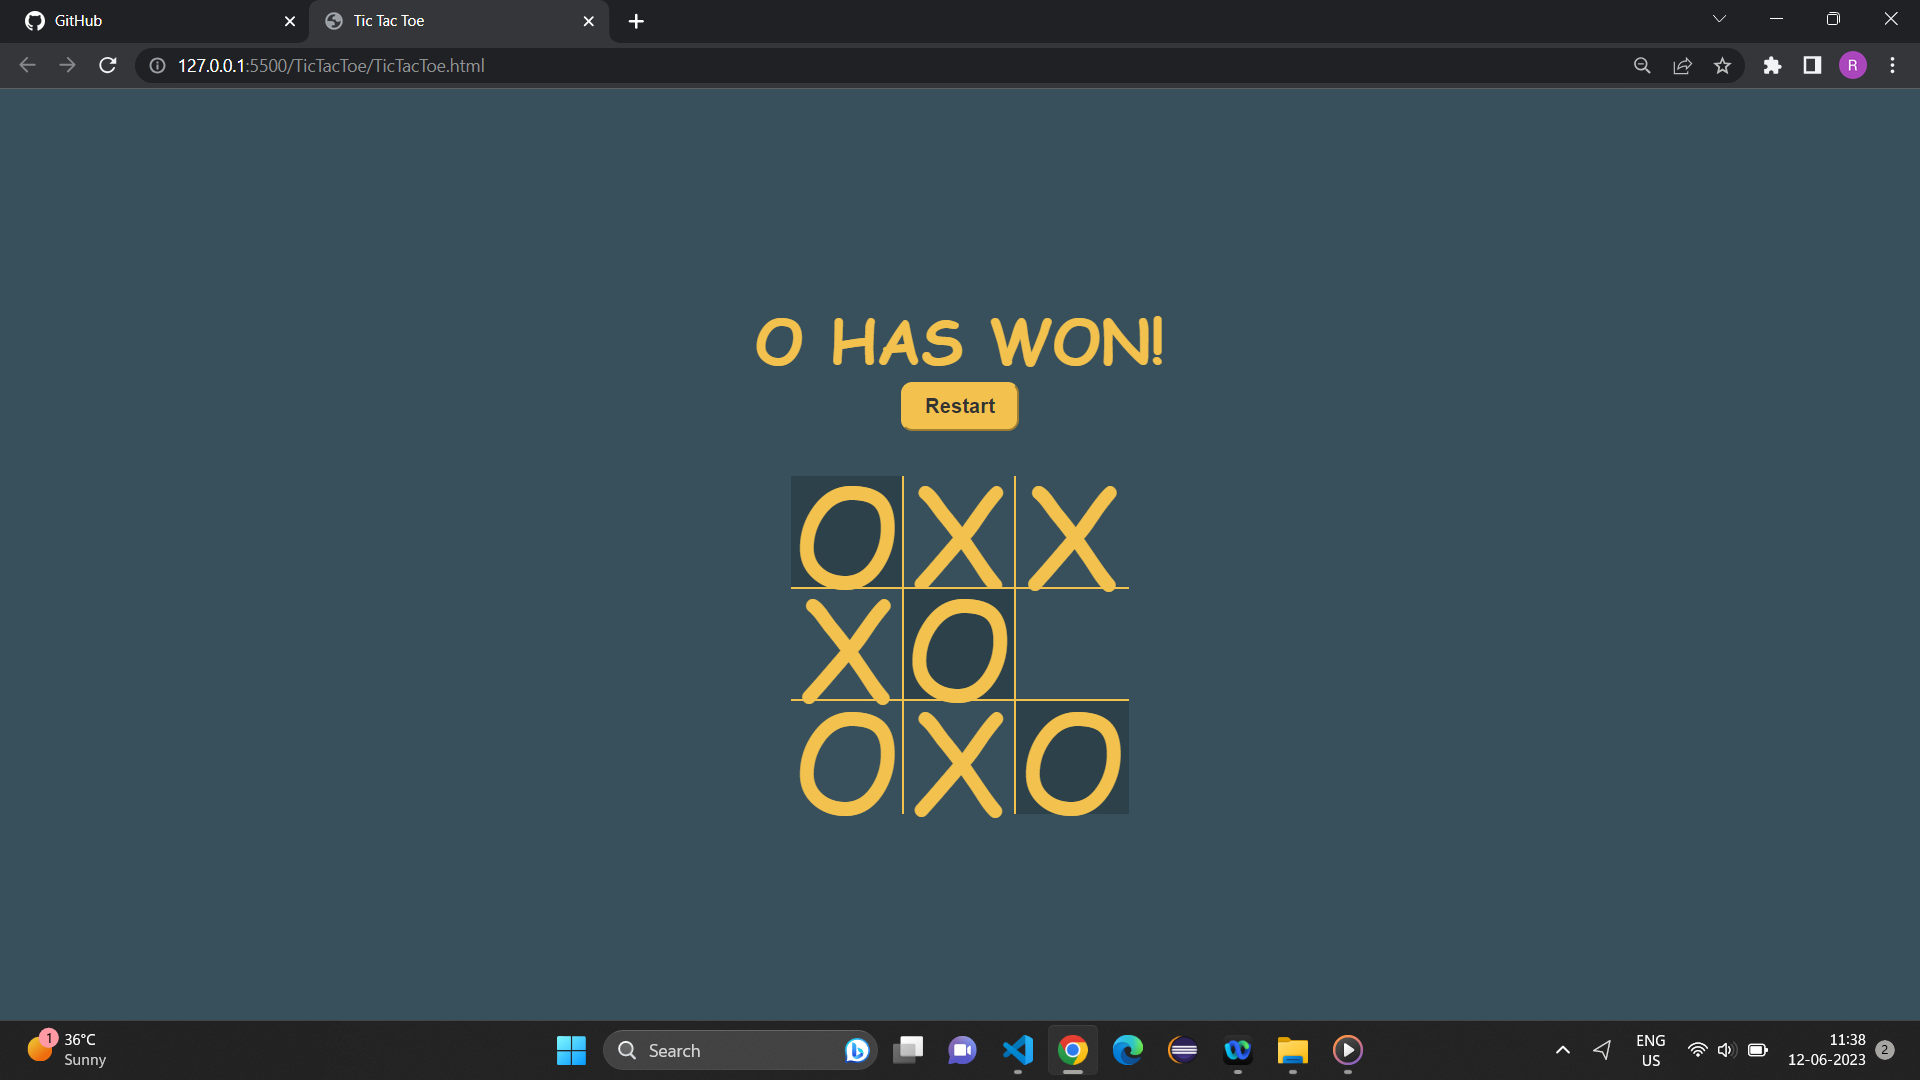 GitHub
Tic Tac Toe
127.0.0.1:5500/TicTacToe/TicTacToe.html
R
O HAS WON!
Restart
O X X
X O
O X O
1
36°C
Sunny
Search
ENG
US
11:38
12-06-2023
2